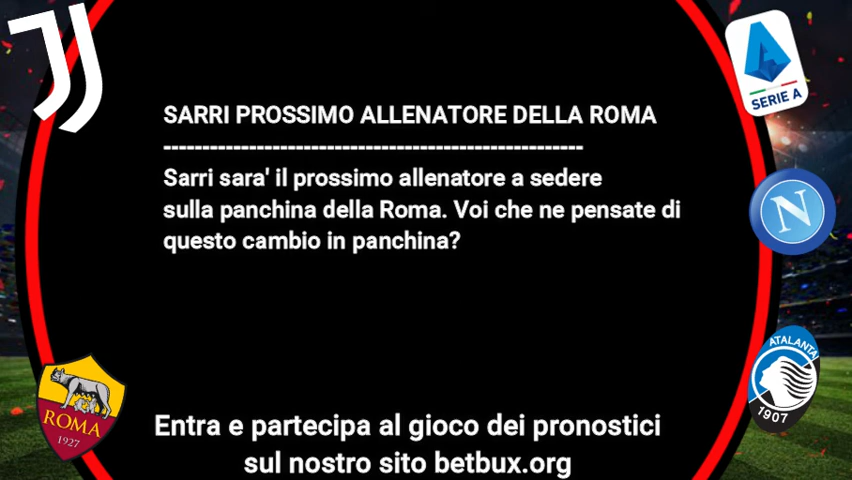 SARRI PROSSIMO ALLENATORE DELLA ROMA
------------------------------------------------------
Sarri sara' il prossimo allenatore a sedere
sulla panchina della Roma. Voi che ne pensate di
questo cambio in panchina?
Entra e partecipa al gioco dei pronostici
sul nostro sito betbux.org
SERIE A
N
ATALANTA
1907
ROMA
1927